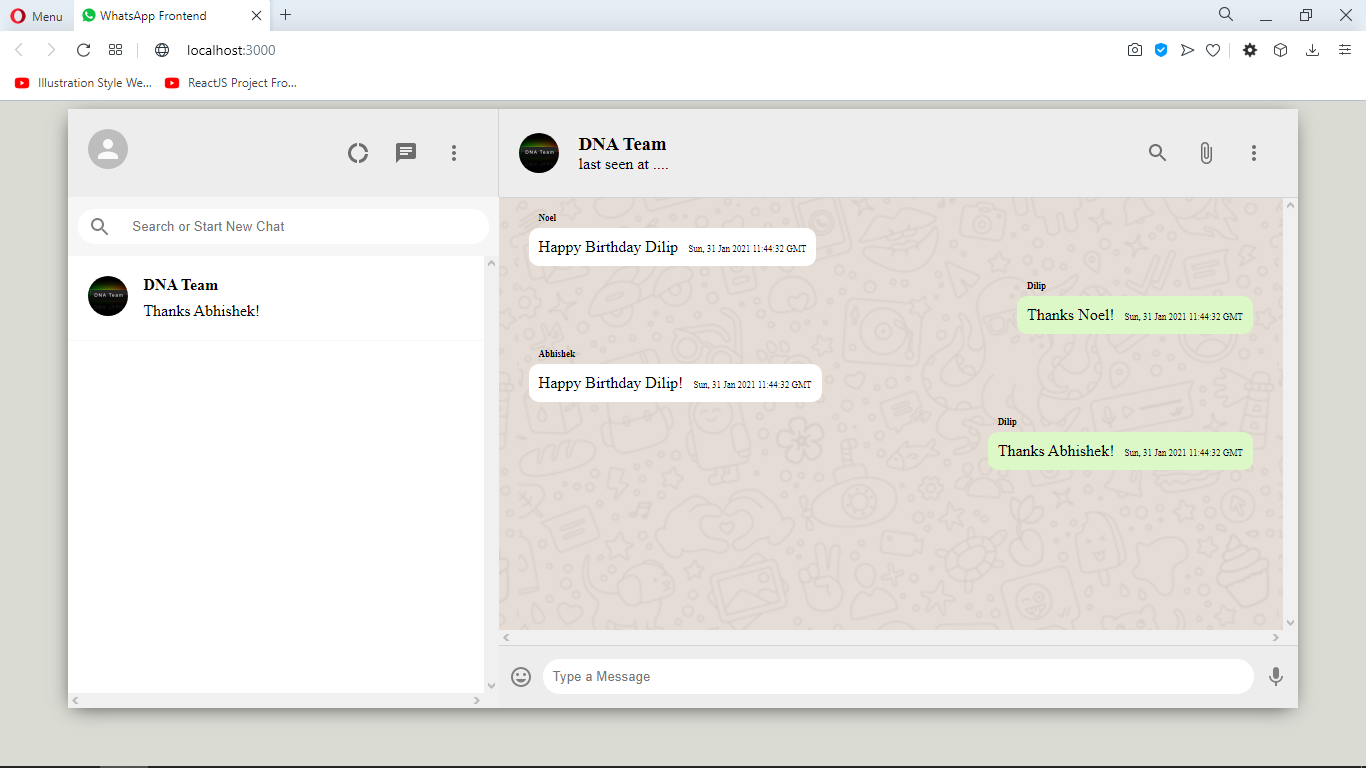 Menu
WhatsApp Frontend
localhost:3000
Illustration Style We...
ReactJS Project Fro...
DNA Team
DNA Team
last seen at ....
Search or Start New Chat
DNA Team
DNA Team
Thanks Abhishek!
Noel
Happy Birthday Dilip Sun, 31 Jan 2021 11:44:32 GMT
Dilip
Thanks Noel! Sun, 31 Jan 2021 11:44:32 GMT
Abhishek
Happy Birthday Dilip! Sun, 31 Jan 2021 11:44:32 GMT
Dilip
Thanks Abhishek! Sun, 31 Jan 2021 11:44:32 GMT
Type a Message